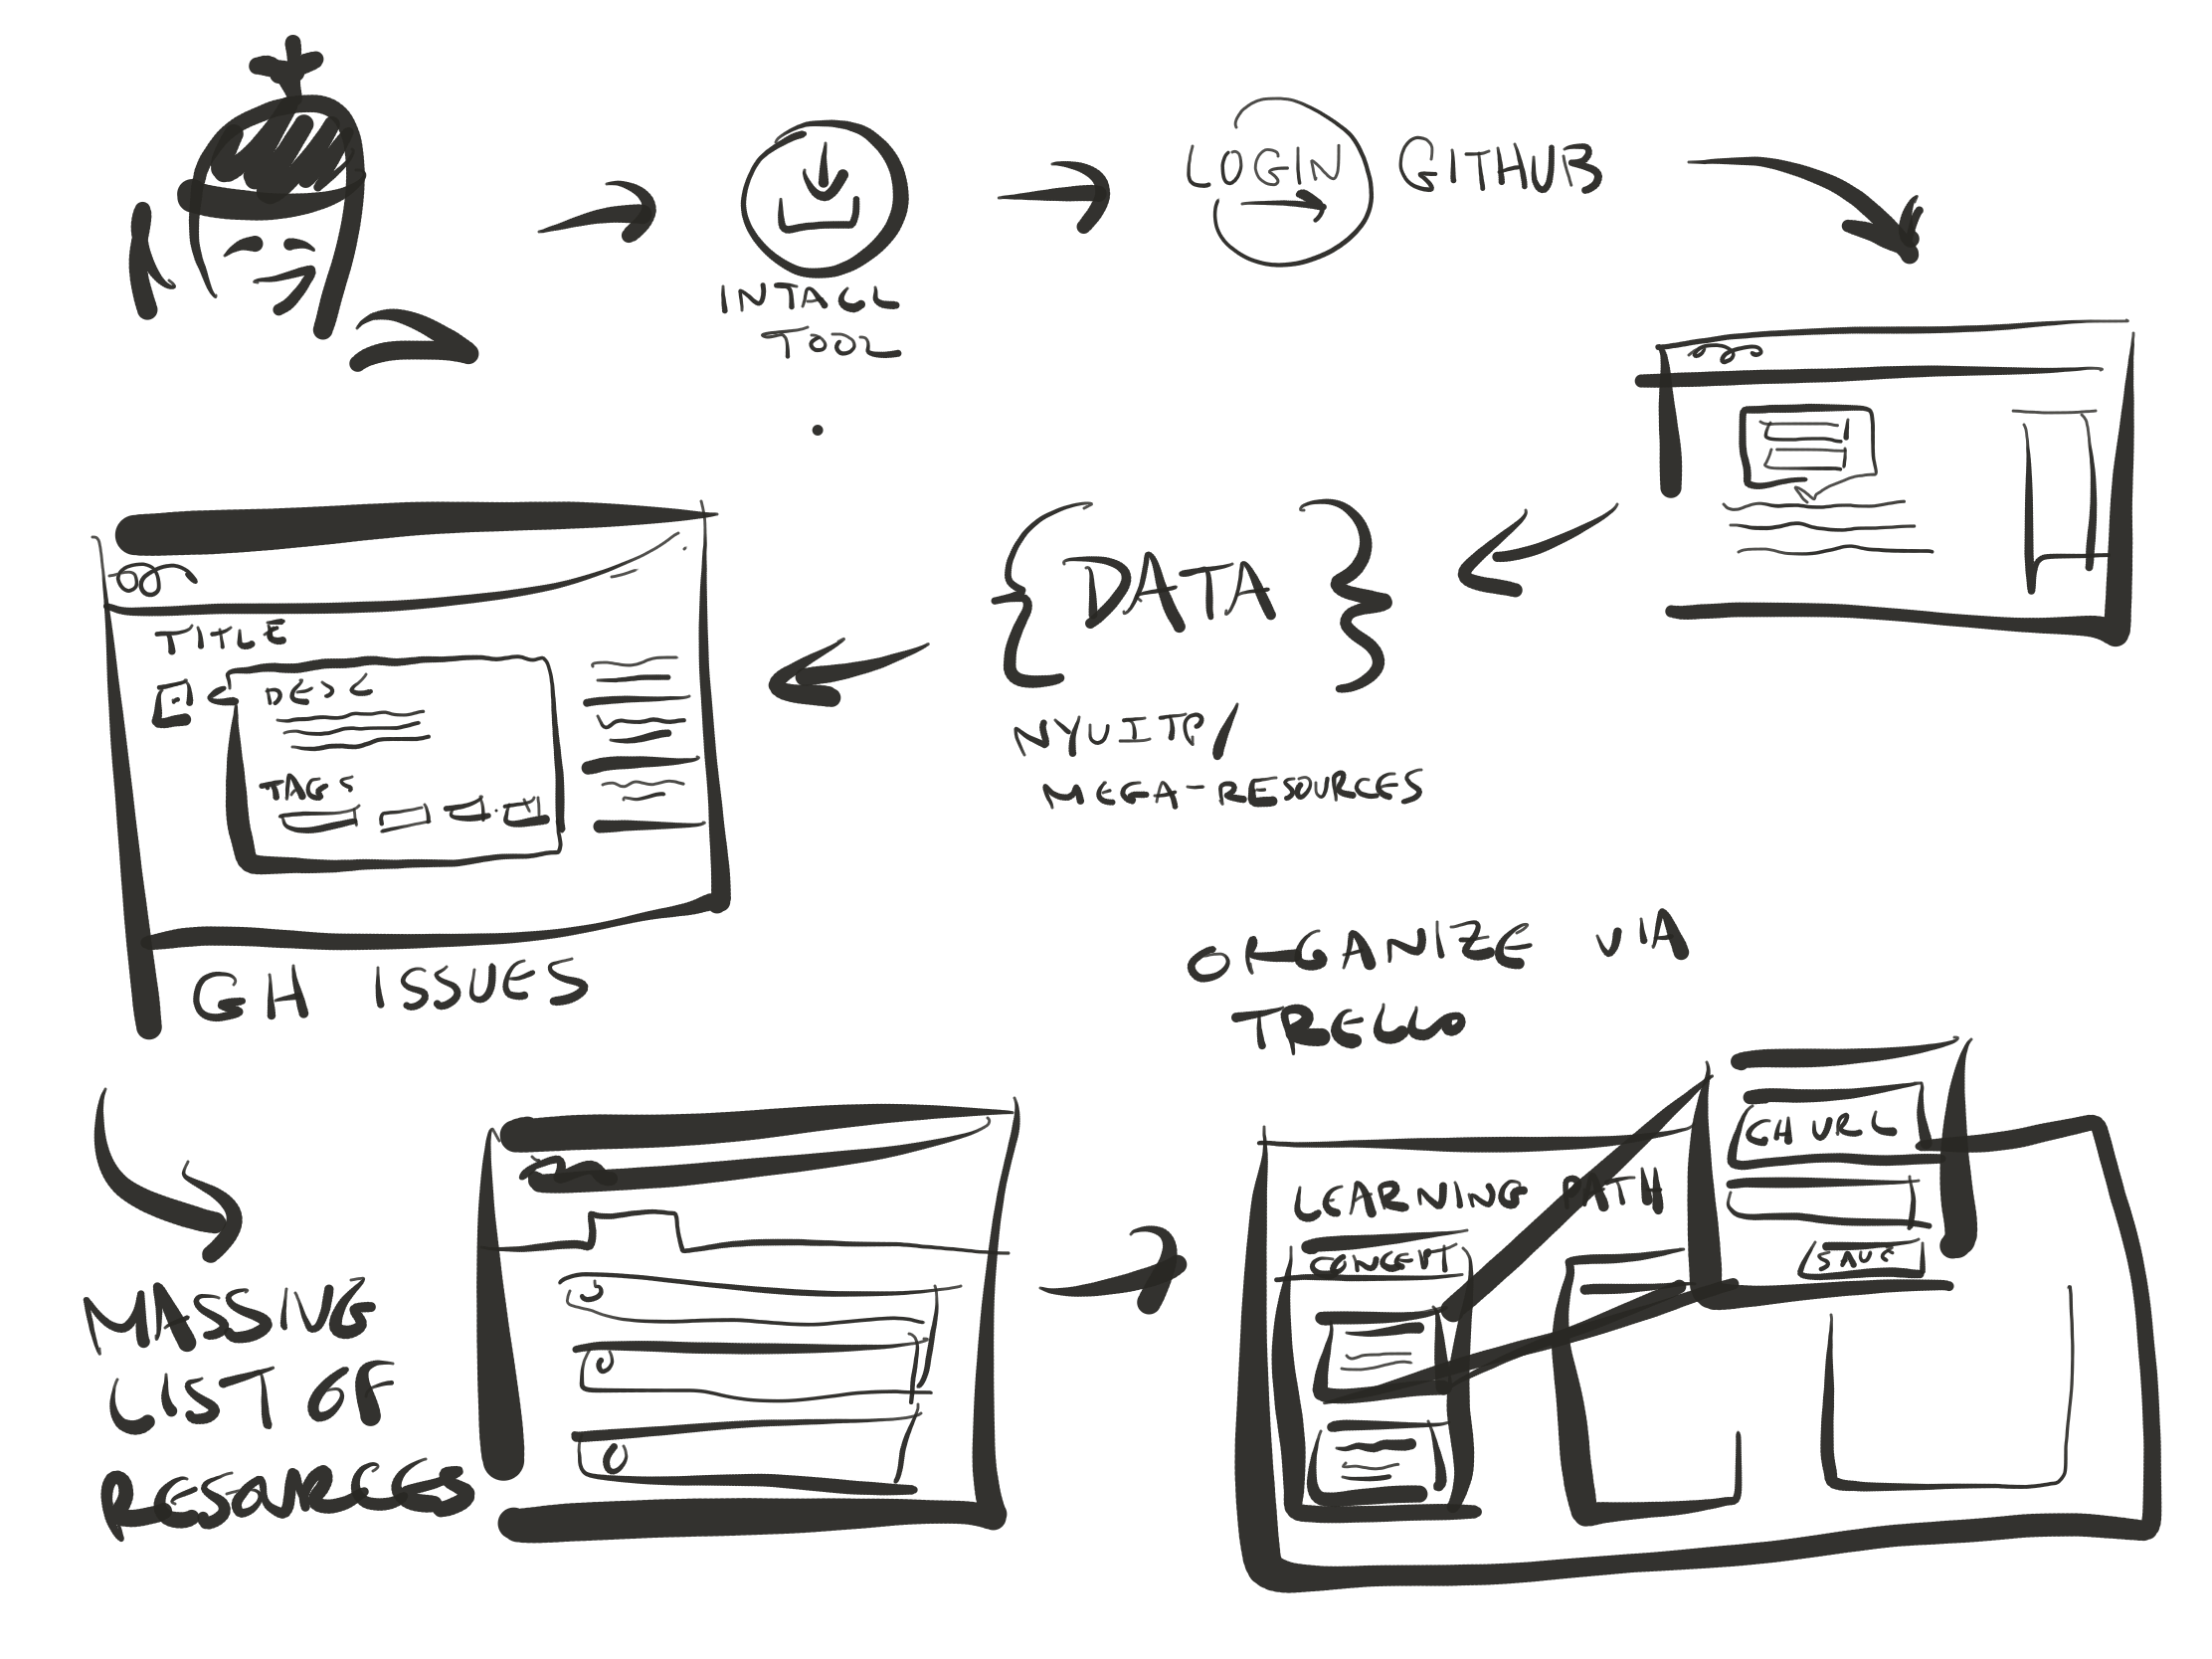 INTALL
TOOL
LOGIN GITHUB
{DATA}
NYUITP/
MEGA-RESOURCES
TITLE
DESC
TAGS
GH ISSUES
MASSIVE
LIST OF
RESOURCES
ORGANIZE VIA
TRELLO
LEARNING PATH
CONCEPT
GH URL
SAVE